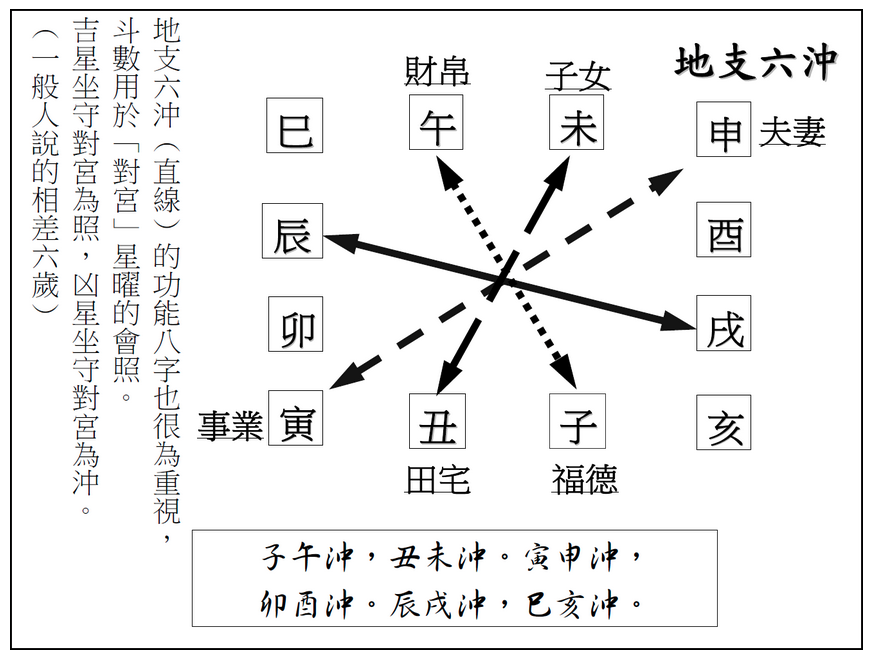 地支六沖
地支六沖（直線）的功能八字也很為重視，
斗數用於「對宮」星曜的會照。
吉星坐守對宮為照，凶星坐守對宮為沖。
（一般人說的相差六歲）
財帛
子女
巳
午
未
申
夫妻
辰
酉
卯
戌
事業
寅
丑
子
亥
田宅
福德
子午沖，丑未沖。寅申沖，
卯酉沖。辰戌沖，巳亥沖。